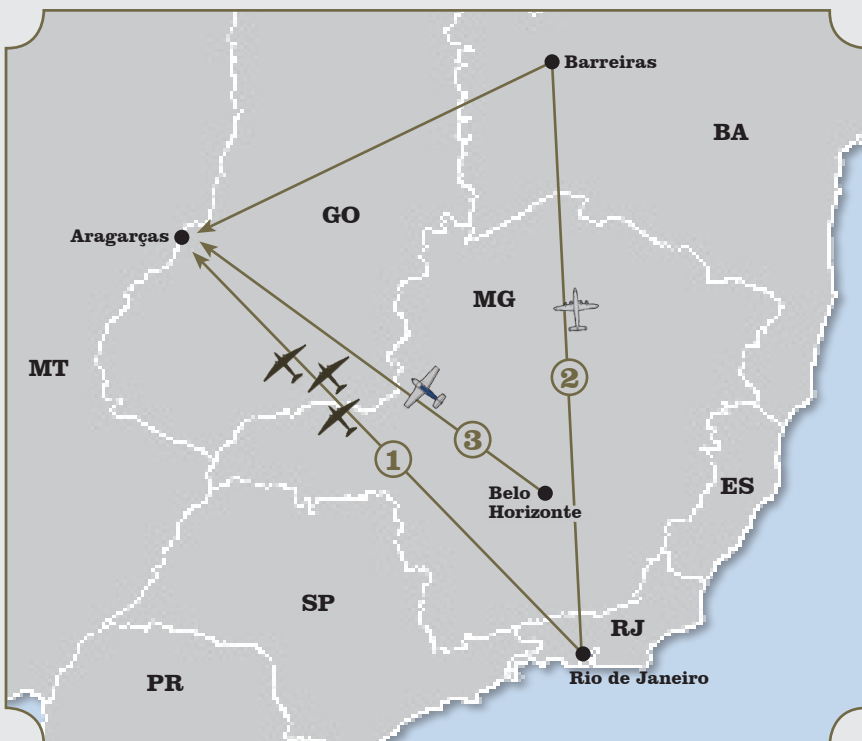 Barreiras
BA
GO
Aragarças
MG
MT
2
3
1
Belo
Horizonte
ES
SP
RJ
Rio de Janeiro
PR